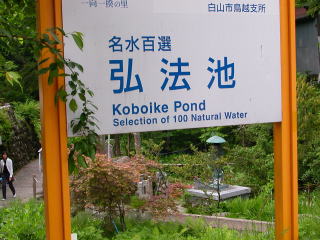 一向一揆の里
白山市鳥越支所
名水百選
弘法池
Koboike Pond
Selection of 100 Natural Water